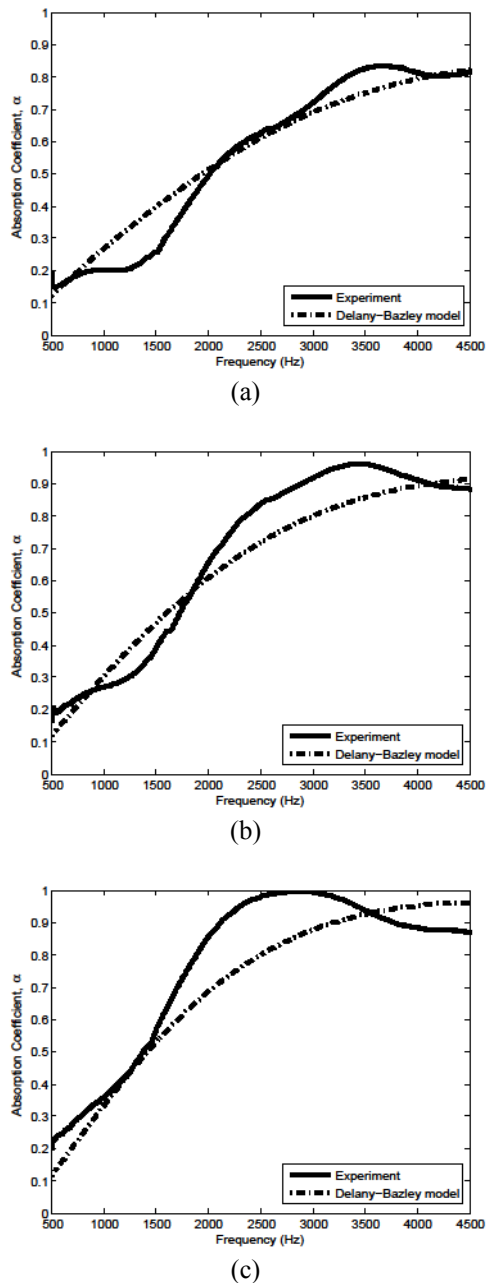 1
0.9
0.8
0.7
0.6
0.5
0.4
0.3
0.2
0.1
0
Absorption Coefficient, α
Experiment
Delany−Bazley model
500 1000 1500 2000 2500 3000 3500 4000 4500
Frequency (Hz)
(a)
1
0.9
0.8
0.7
0.6
0.5
0.4
0.3
0.2
0.1
0
Absorption Coefficient, α
Experiment
Delany−Bazley model
500 1000 1500 2000 2500 3000 3500 4000 4500
Frequency (Hz)
(b)
1
0.9
0.8
0.7
0.6
0.5
0.4
0.3
0.2
0.1
0
Absorption Coefficient, α
Experiment
Delany−Bazley model
500 1000 1500 2000 2500 3000 3500 4000 4500
Frequency (Hz)
(c)